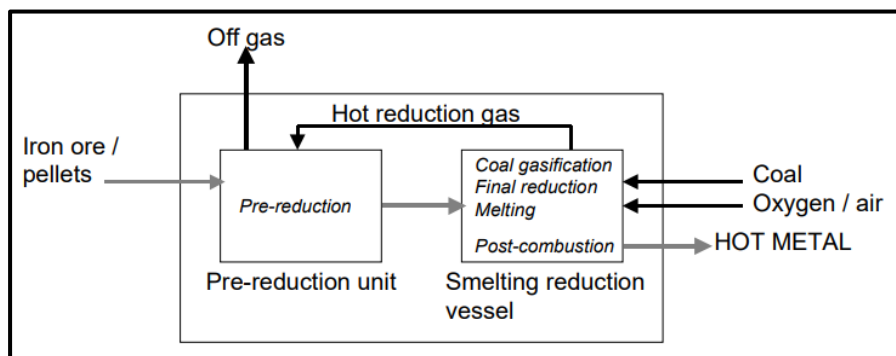 Off gas
Hot reduction gas
Iron ore /
pellets
Pre-reduction
Coal gasification
Final reduction
Melting
Post-combustion
Coal
Oxygen / air
HOT METAL
Pre-reduction unit
Smelting reduction
vessel